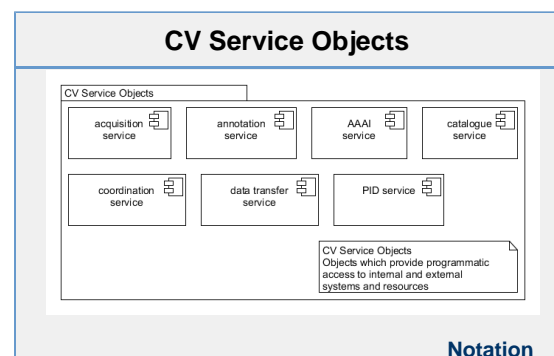 CV Service Objects
CV Service Objects
acquisition
service
annotation
service
AAAI
service
catalogue
service
coordination
service
data transfer
service
PID service
CV Service Objects
Objects which provide programmatic
access to internal and external
systems and resources
Notation